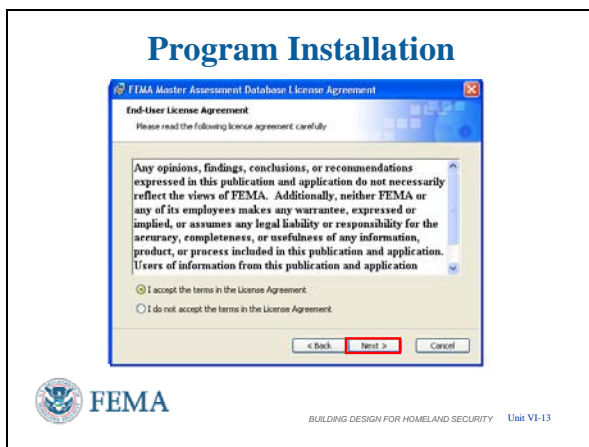 Program Installation
FEMA Master Assessment Database License Agreement
End-User License Agreement
Please read the following license agreement carefully
Any opinions, findings, conclusions, or recommendations
expressed in this publication and application do not necessarily
reflect the views of FEMA. Additionally, neither FEMA or
any of its employees makes any warrantee, expressed or
implied, or assumes any legal liability or responsibility for the
accuracy, completeness, or usefulness of any information,
product, or process included in this publication and application.
Users of information from this publication and application
I accept the terms in the License Agreement
I do not accept the terms in the License Agreement
< Back Next > Cancel
FEMA
BUILDING DESIGN FOR HOMELAND SECURITY Unit VI-13